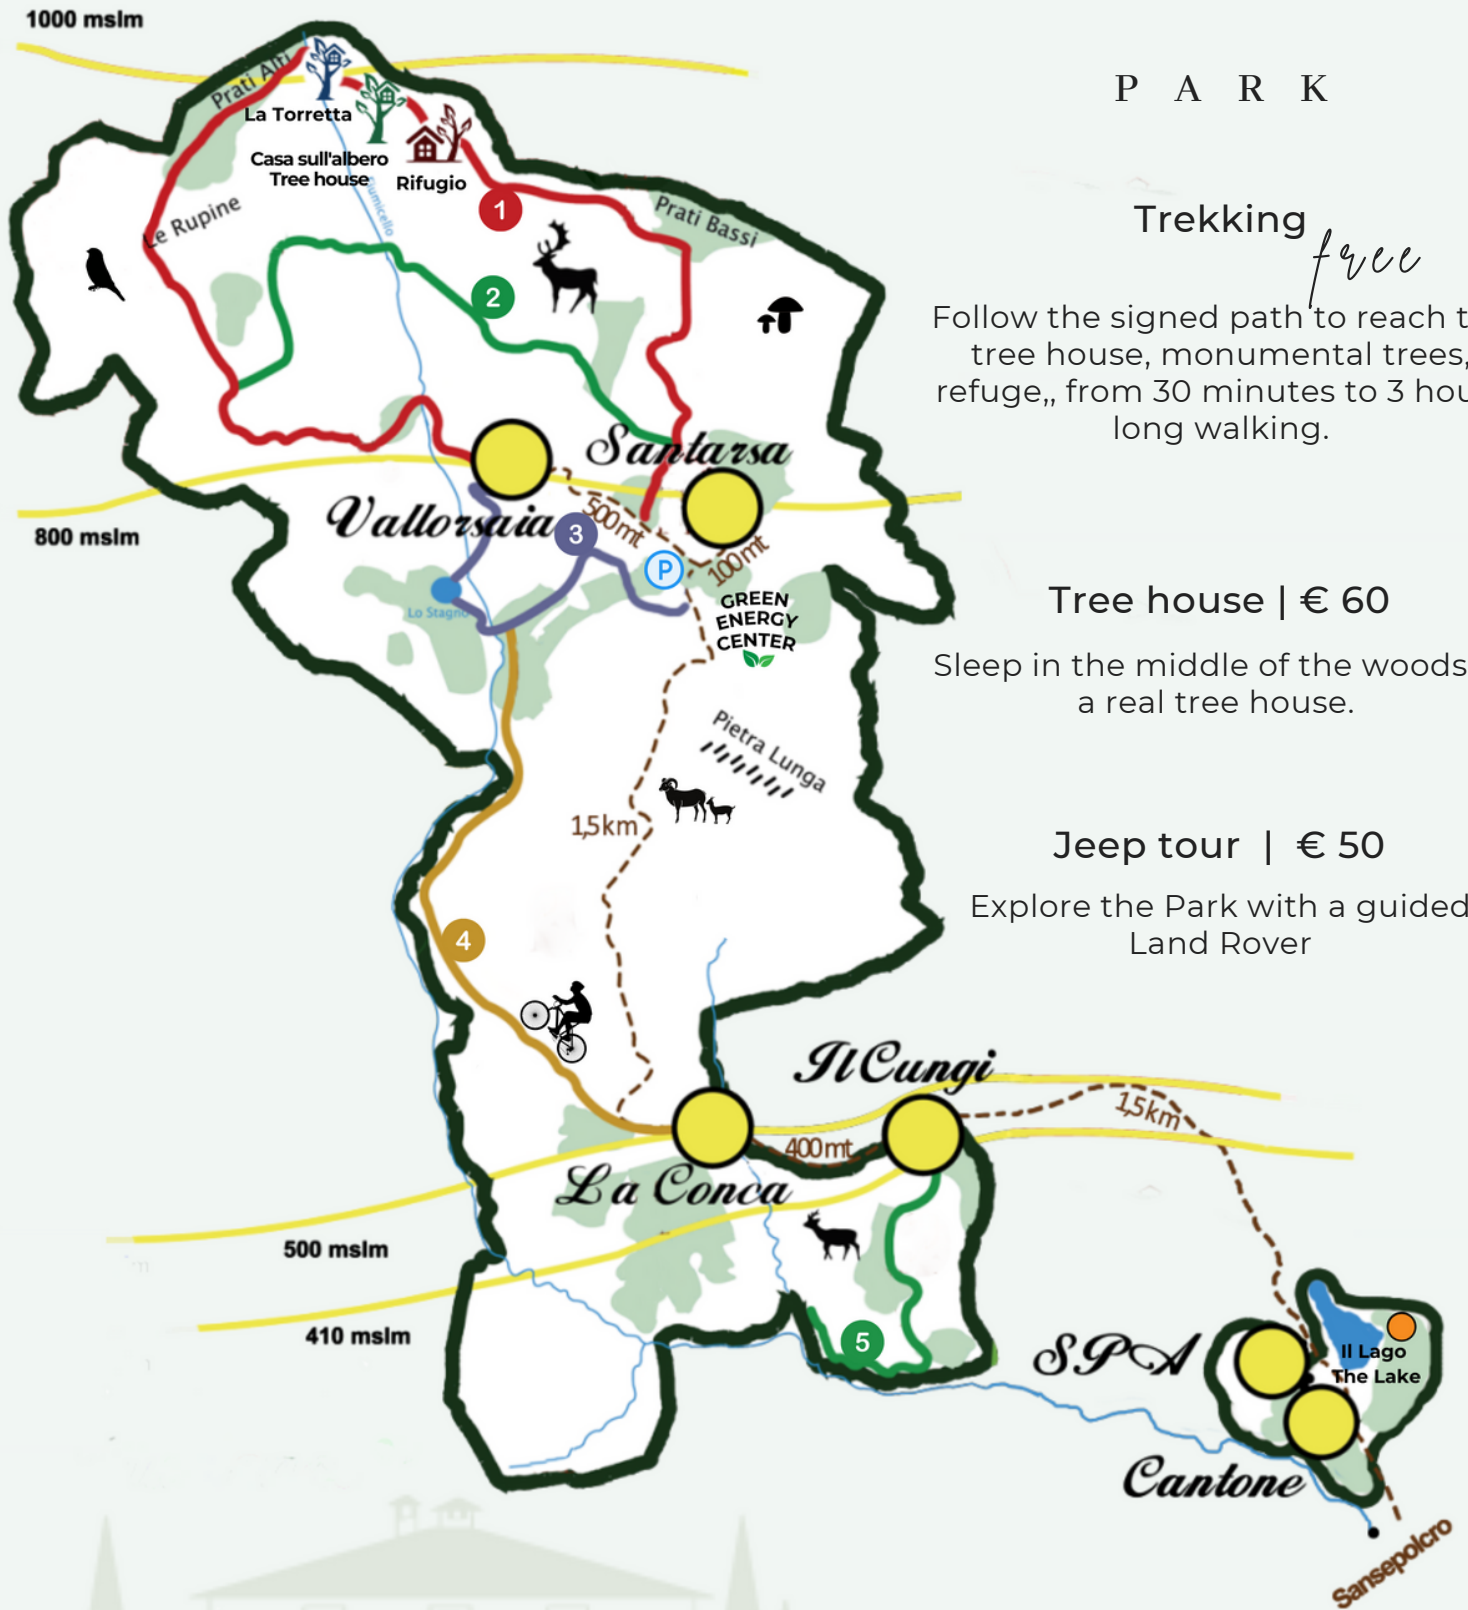 1000 mslm
PARK
Prati Alti
La Torretta
Casa sull'albero
Tree house
Rifugio
Fiumicello
Le Rupine
1
Prati Bassi
2
Trekking
free
Follow the signed path to reach t
tree house, monumental trees,
refuge,, from 30 minutes to 3 hou
long walking.
Santarsa
Vallorsaia
800 mslm
500mt
3
P
100mt
Lo Stagno
GREEN
ENERGY
CENTER
Tree house | € 60
Sleep in the middle of the woods
a real tree house.
Pietra Lunga
1,5km
Jeep tour | € 50
Explore the Park with a guided
Land Rover
4
Il Cungi
1,5km
400mt
La Conca
500 mslm
410 mslm
5
SPA
Il Lago
The Lake
Cantone
Sansepolcro